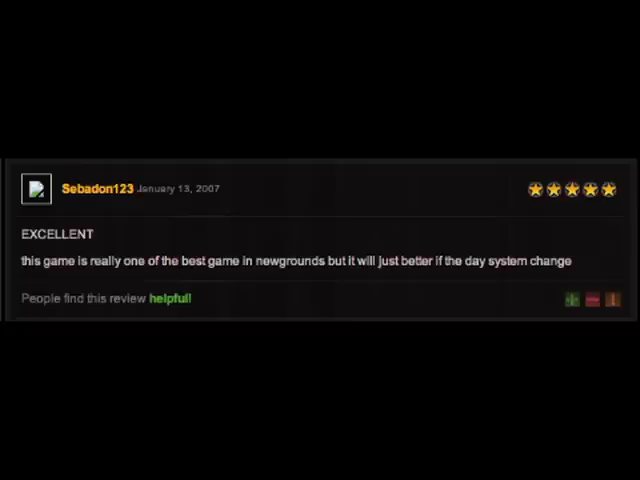 Sebadon123 January 13, 2007
EXCELLENT
this game is really one of the best game in newgrounds but it will just better if the day system change
People find this review helpful!